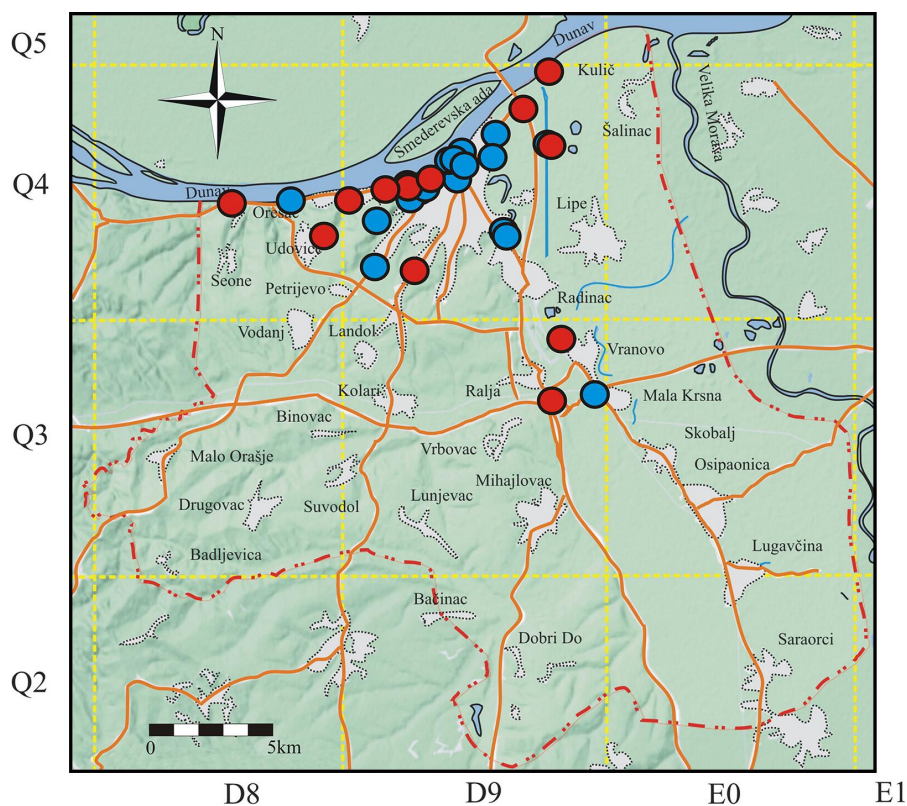 Q5
N
Dunav
Kulič
Velika Morava
Smederevska ada
Šalinac
Q4
Dunav
Orešac
Lipe
Udovice
Seone
Petrijevo
Radinac
Vodanj
Landol
Vranovo
Kolari
Ralja
Mala Krsna
Binovac
Q3
Skobalj
Vrbovac
Malo Orašje
Osipaonica
Mihajlovac
Drugovac
Suvodol
Lunjevac
Badljevica
Lugavčina
Bačinac
Dobri Do
Saraorci
Q2
0
5km
D8
D9
E0
E1